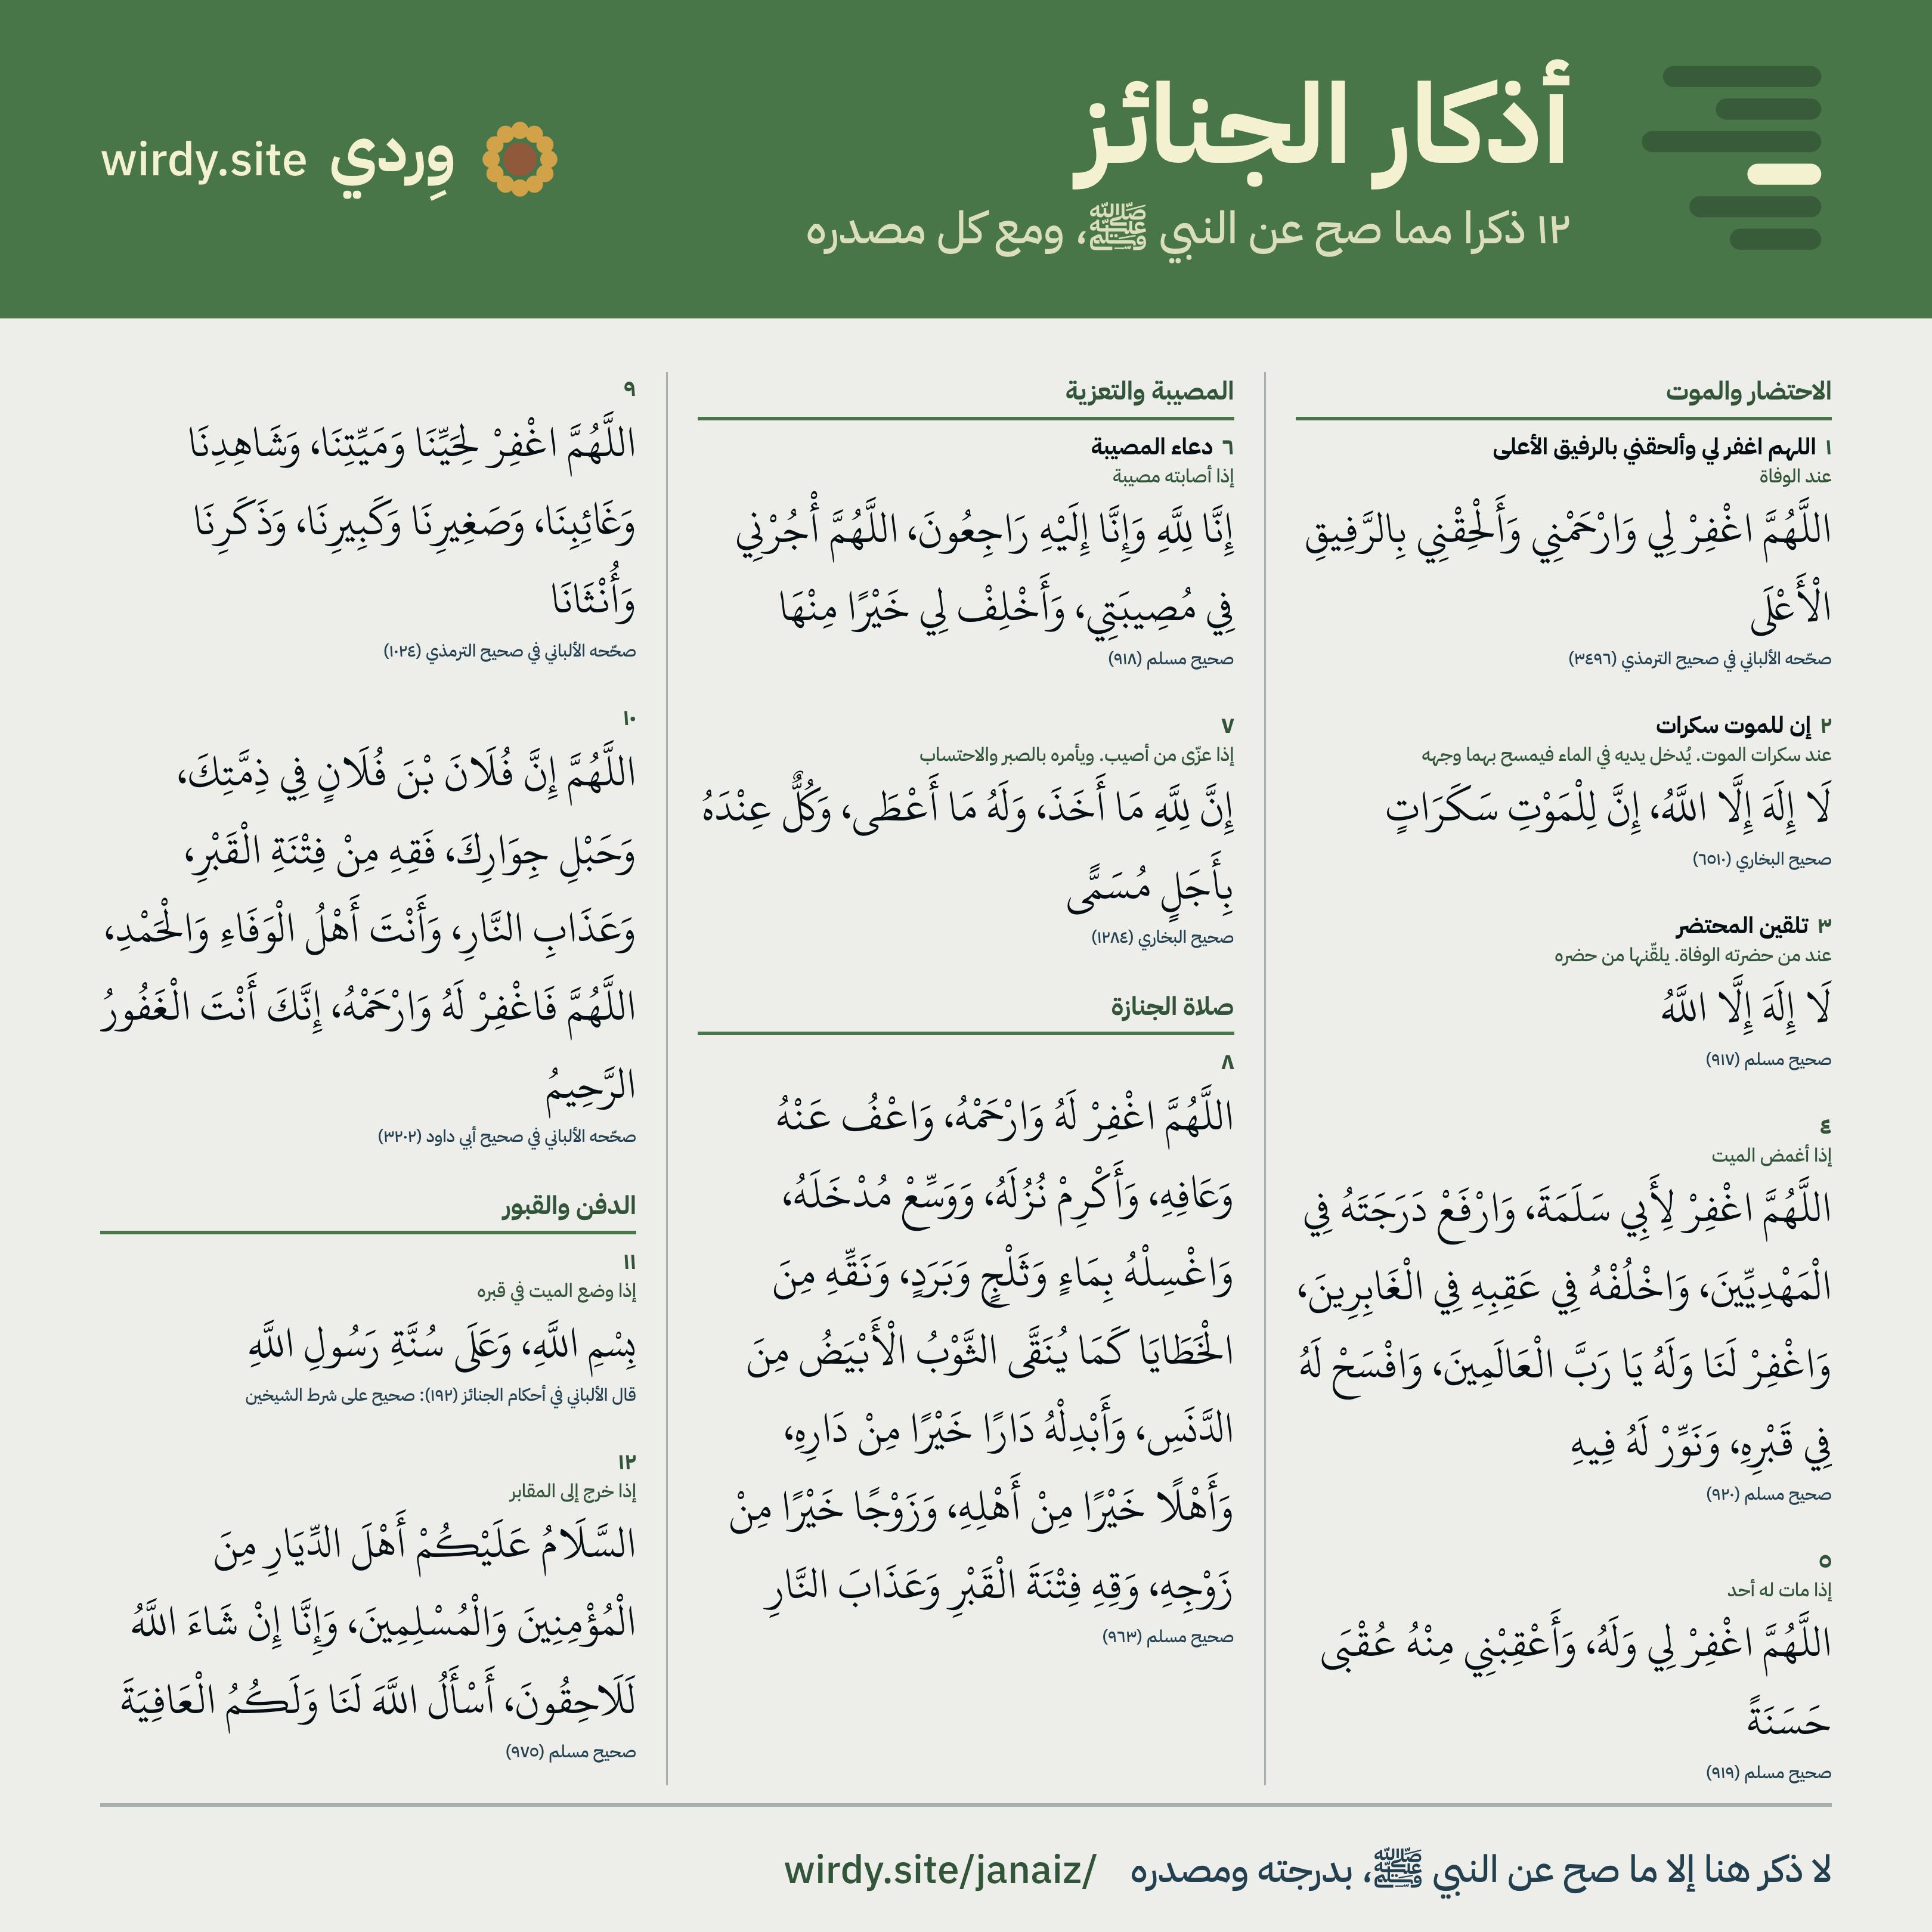 أذكار الجنائز
١٢ ذكرا مما صح عن النبي ﷺ، ومع كل مصدره
وِردي wirdy.site
الاحتضار والموت
١ اللهم اغفر لي وألحقني بالرفيق الأعلى
عند الوفاة
اللَّهُمَّ اغْفِرْ لِي وَارْحَمْنِي وَأَلْحِقْنِي بِالرَّفِيقِ
الْأَعْلَى
صحّحه الألباني في صحيح الترمذي (٣٤٩٦)
٢ إن للموت سكرات
عند سكرات الموت. يُدخل يديه في الماء فيمسح بهما وجهه
لَا إِلَهَ إِلَّا اللَّهُ، إِنَّ لِلْمَوْتِ سَكَرَاتٍ
صحيح البخاري (٦٥١٠)
٣ تلقين المحتضر
عند من حضرته الوفاة. يلقّنها من حضره
لَا إِلَهَ إِلَّا اللَّهُ
صحيح مسلم (٩١٧)
٤
إذا أغمض الميت
اللَّهُمَّ اغْفِرْ لِأَبِي سَلَمَةَ، وَارْفَعْ دَرَجَتَهُ فِي
الْمَهْدِيِّينَ، وَاخْلُفْهُ فِي عَقِبِهِ فِي الْغَابِرِينَ،
وَاغْفِرْ لَنَا وَلَهُ يَا رَبَّ الْعَالَمِينَ، وَافْسَحْ لَهُ
فِي قَبْرِهِ، وَنَوِّرْ لَهُ فِيهِ
صحيح مسلم (٩٢٠)
٥
إذا مات له أحد
اللَّهُمَّ اغْفِرْ لِي وَلَهُ، وَأَعْقِبْنِي مِنْهُ عُقْبَى
حَسَنَةً
صحيح مسلم (٩١٩)
المصيبة والتعزية
٦ دعاء المصيبة
إذا أصابته مصيبة
إِنَّا لِلَّهِ وَإِنَّا إِلَيْهِ رَاجِعُونَ، اللَّهُمَّ أْجُرْنِي
فِي مُصِيبَتِي، وَأَخْلِفْ لِي خَيْرًا مِنْهَا
صحيح مسلم (٩١٨)
٧
إذا عزّى من أصيب. ويأمره بالصبر والاحتساب
إِنَّ لِلَّهِ مَا أَخَذَ، وَلَهُ مَا أَعْطَى، وَكُلٌّ عِنْدَهُ
بِأَجَلٍ مُسَمًّى
صحيح البخاري (١٢٨٤)
صلاة الجنازة
٨
اللَّهُمَّ اغْفِرْ لَهُ وَارْحَمْهُ، وَاعْفُ عَنْهُ
وَعَافِهِ، وَأَكْرِمْ نُزُلَهُ، وَوَسِّعْ مُدْخَلَهُ،
وَاغْسِلْهُ بِمَاءٍ وَثَلْجٍ وَبَرَدٍ، وَنَقِّهِ مِنَ
الْخَطَايَا كَمَا يُنَقَّى الثَّوْبُ الْأَبْيَضُ مِنَ
الدَّنَسِ، وَأَبْدِلْهُ دَارًا خَيْرًا مِنْ دَارِهِ،
وَأَهْلًا خَيْرًا مِنْ أَهْلِهِ، وَزَوْجًا خَيْرًا مِنْ
زَوْجِهِ، وَقِهِ فِتْنَةَ الْقَبْرِ وَعَذَابَ النَّارِ
صحيح مسلم (٩٦٣)
٩
اللَّهُمَّ اغْفِرْ لِحَيِّنَا وَمَيِّتِنَا، وَشَاهِدِنَا
وَغَائِبِنَا، وَصَغِيرِنَا وَكَبِيرِنَا، وَذَكَرِنَا
وَأُنْثَانَا
صحّحه الألباني في صحيح الترمذي (١٠٢٤)
١٠
اللَّهُمَّ إِنَّ فُلَانَ بْنَ فُلَانٍ فِي ذِمَّتِكَ،
وَحَبْلِ جِوَارِكَ، فَقِهِ مِنْ فِتْنَةِ الْقَبْرِ،
وَعَذَابِ النَّارِ، وَأَنْتَ أَهْلُ الْوَفَاءِ وَالْحَمْدِ،
اللَّهُمَّ فَاغْفِرْ لَهُ وَارْحَمْهُ، إِنَّكَ أَنْتَ الْغَفُورُ
الرَّحِيمُ
صحّحه الألباني في صحيح أبي داود (٣٢٠٢)
الدفن والقبور
١١
إذا وضع الميت في قبره
بِسْمِ اللَّهِ، وَعَلَى سُنَّةِ رَسُولِ اللَّهِ
قال الألباني في أحكام الجنائز (١٩٢): صحيح على شرط الشيخين
١٢
إذا خرج إلى المقابر
السَّلَامُ عَلَيْكُمْ أَهْلَ الدِّيَارِ مِنَ
الْمُؤْمِنِينَ وَالْمُسْلِمِينَ، وَإِنَّا إِنْ شَاءَ اللَّهُ
لَلَاحِقُونَ، أَسْأَلُ اللَّهَ لَنَا وَلَكُمُ الْعَافِيَةَ
صحيح مسلم (٩٧٥)
لا ذكر هنا إلا ما صح عن النبي ﷺ، بدرجته ومصدره wirdy.site/janaiz/